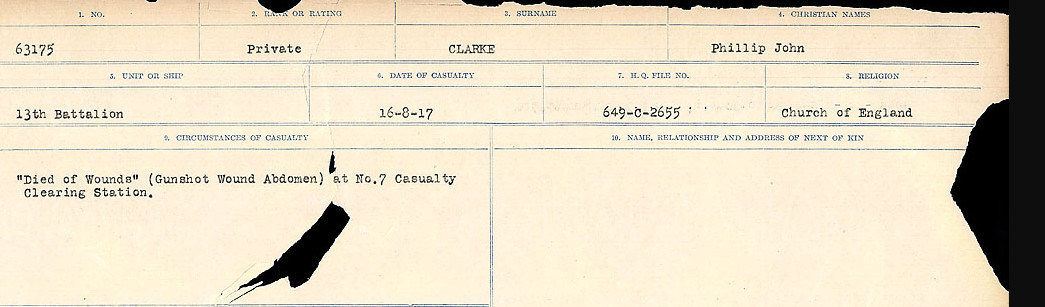 1. NO. 2. RANK OR RATING 3. SURNAME 4. CHRISTIAN NAMES
63175 Private CLARKE Phillip John
5. UNIT OR SHIP 6. DATE OF CASUALTY 7. H.Q. FILE NO. 8. RELIGION
13th Battalion 16-8-17 649-C-2655 Church of England
9. CIRCUMSTANCES OF CASUALTY 10. NAME, RELATIONSHIP AND ADDRESS OF NEXT OF KIN
"Died of Wounds" (Gunshot Wound Abdomen) at No.7 Casualty
Clearing Station.